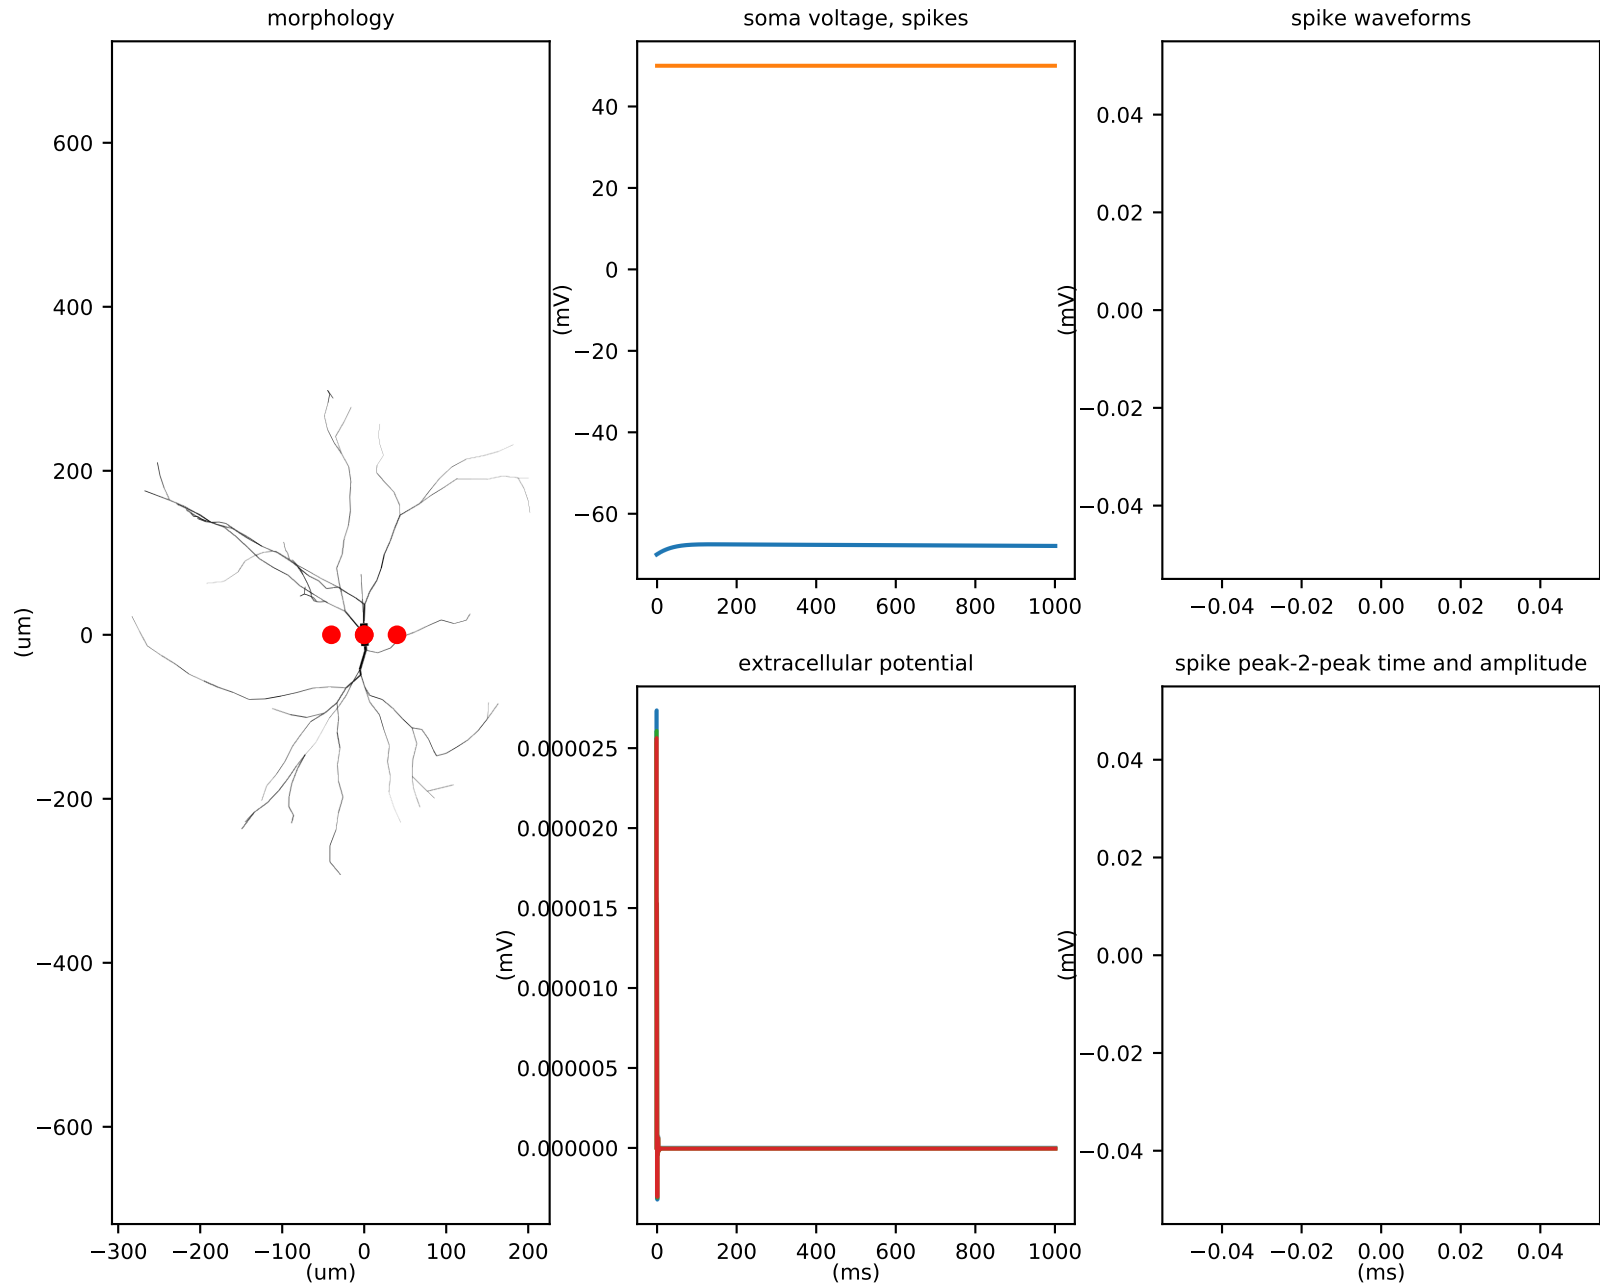 morphology
600
400
200
0
−200
−400
−600
(um)
−300 −200 −100 0 100 200
(um)
soma voltage, spikes
40
20
0
−20
−40
−60
(mV)
0 200 400 600 800 1000
spike waveforms
0.04
0.02
0.00
−0.02
−0.04
(mV)
−0.04 −0.02 0.00 0.02 0.04
extracellular potential
0.000025
0.000020
0.000015
0.000010
0.000005
0.000000
(mV)
0 200 400 600 800 1000
(ms)
spike peak-2-peak time and amplitude
0.04
0.02
0.00
−0.02
−0.04
(mV)
−0.04 −0.02 0.00 0.02 0.04
(ms)